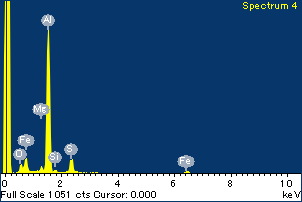 Spectrum 4
Al
Mg
Fe
O
Si
S
Fe
0 2 4 6 8 10
Full Scale 1051 cts Cursor: 0.000 keV